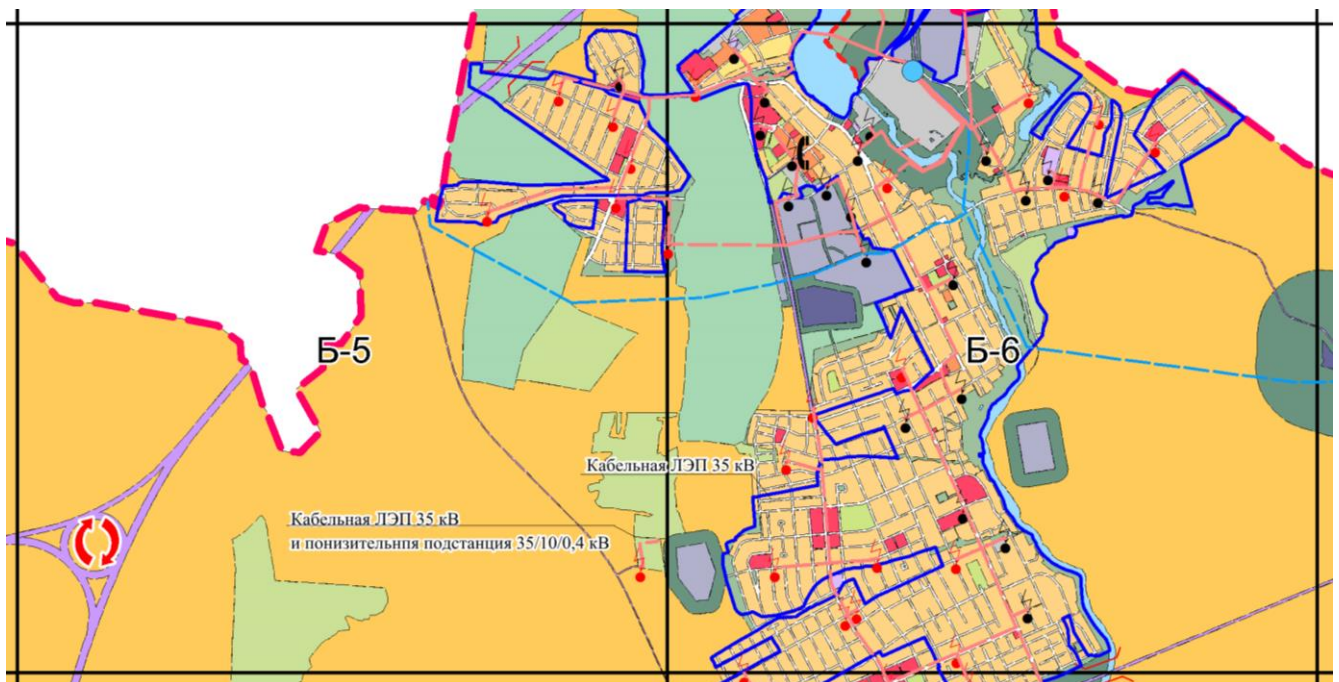 Б-5
Б-6
Кабельная ЛЭП 35 кВ
Кабельная ЛЭП 35 кВ
и понизительнпя подстанция 35/10/0,4 кВ